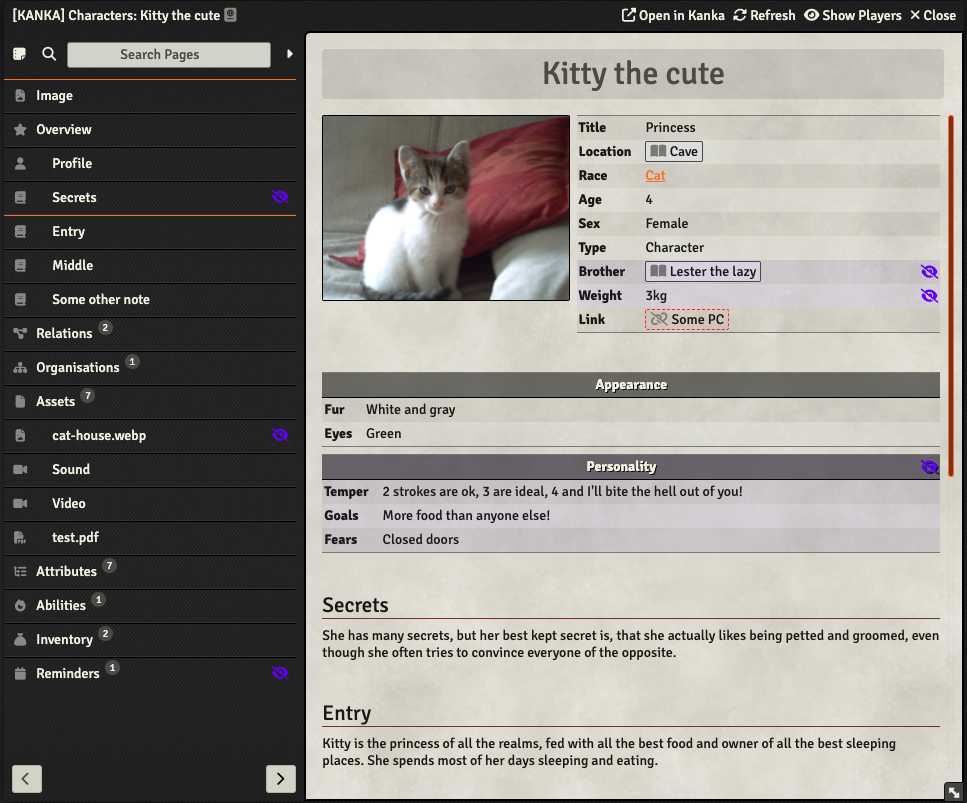 [KANKA] Characters: Kitty the cute
Open in Kanka Refresh Show Players Close
Search Pages
Image
Overview
Profile
Secrets
Entry
Middle
Some other note
Relations 2
Organisations 1
Assets 7
cat-house.webp
Sound
Video
test.pdf
Attributes 7
Abilities 1
Inventory 2
Reminders 1
Kitty the cute
Title Princess
Location Cave
Race Cat
Age 4
Sex Female
Type Character
Brother Lester the lazy
Weight 3kg
Link Some PC
Appearance
Fur White and gray
Eyes Green
Personality
Temper 2 strokes are ok, 3 are ideal, 4 and I'll bite the hell out of you!
Goals More food than anyone else!
Fears Closed doors
Secrets
She has many secrets, but her best kept secret is, that she actually likes being petted and groomed, even
though she often tries to convince everyone of the opposite.
Entry
Kitty is the princess of all the realms, fed with all the best food and owner of all the best sleeping
places. She spends most of her days sleeping and eating.